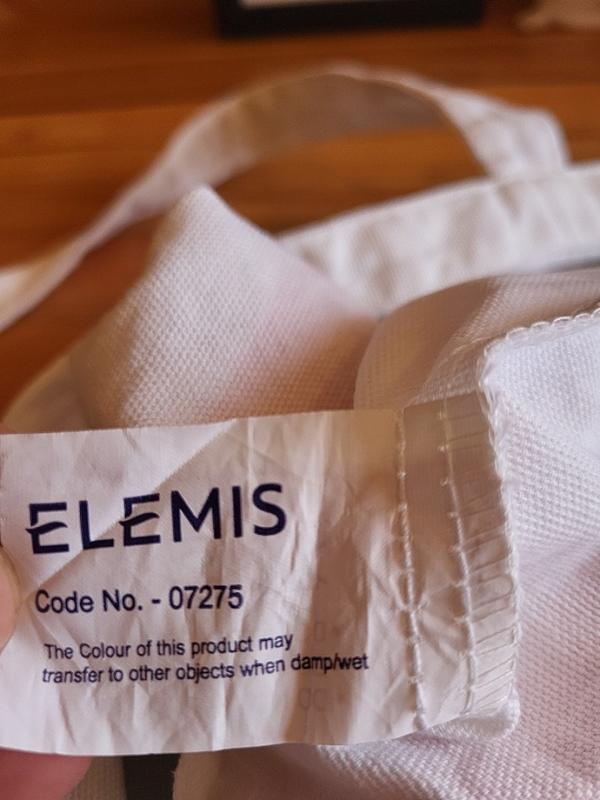 ELEMIS
Code No. - 07275
The Colour of this product may
transfer to other objects when damp/wet